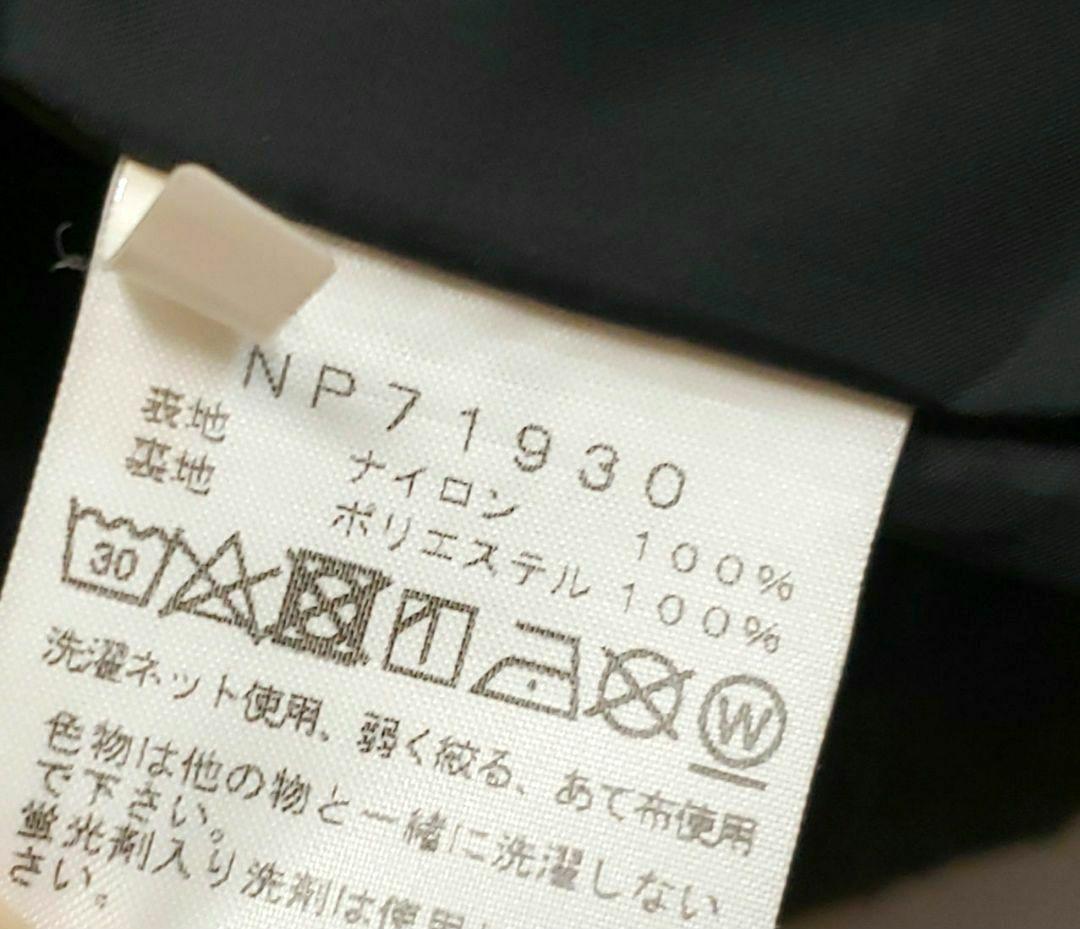 NP71930
表地 ナイロン 100%
裏地 ポリエステル 100%
30
W
洗濯ネット使用、弱く絞る、あて布使用
色物は他の物と一緒に洗濯しない
で下さい。
蛍光剤入り洗剤は使用
さい。